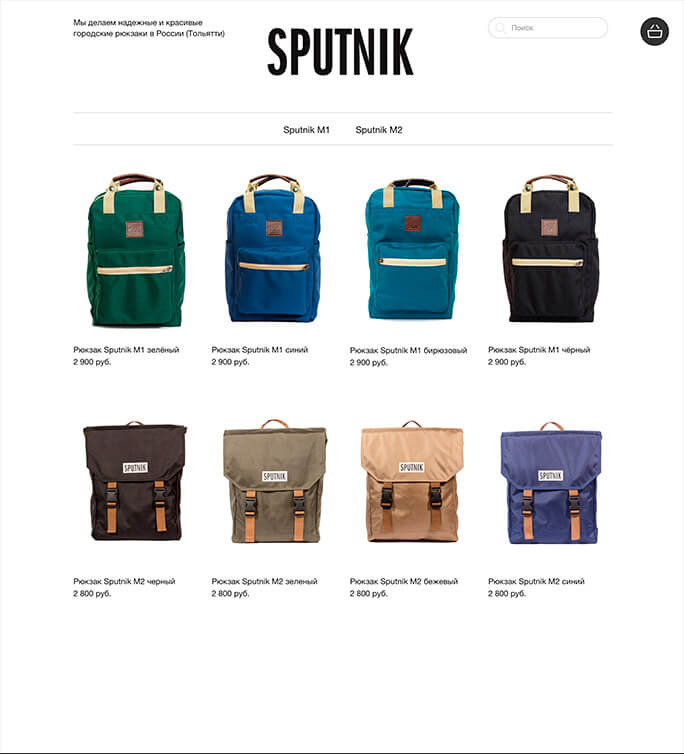 Мы делаем надежные и красивые
городские рюкзаки в России (Тольятти)
SPUTNIK
Поиск
Sputnik M1 Sputnik M2
Рюкзак Sputnik M1 зелёный
2 900 руб.
Рюкзак Sputnik M1 синий
2 900 руб.
Рюкзак Sputnik M1 бирюзовый
2 900 руб.
Рюкзак Sputnik M1 чёрный
2 900 руб.
SPUTNIK
SPUTNIK
SPUTNIK
SPUTNIK
Рюкзак Sputnik M2 черный
2 800 руб.
Рюкзак Sputnik M2 зеленый
2 800 руб.
Рюкзак Sputnik M2 бежевый
2 800 руб.
Рюкзак Sputnik M2 синий
2 800 руб.